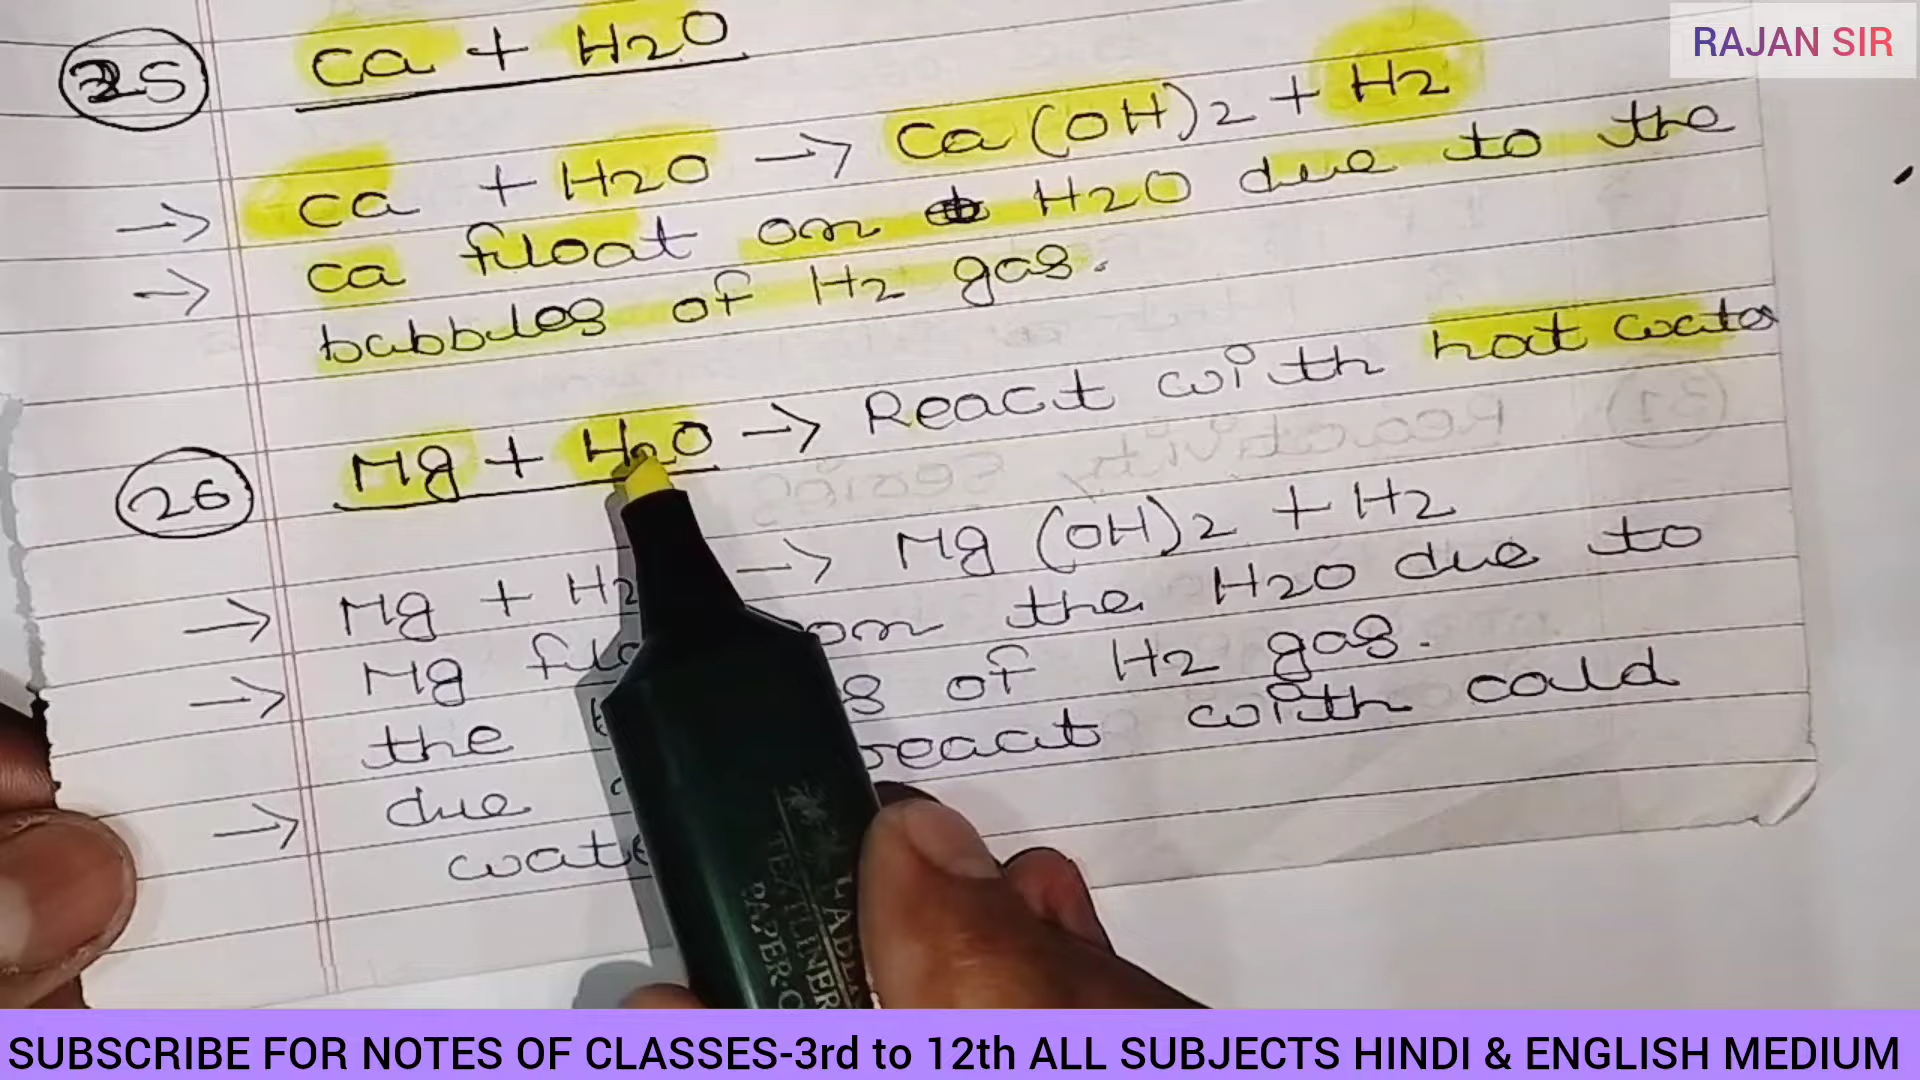 RAJAN SIR
25 Ca + H2O
→ Ca + H2O → Ca(OH)2 + H2
→ Ca float on H2O due to the
bubbles of H2 gas.
26 Mg + H2O → React with hot water
→ Mg + H2 → Mg(OH)2 + H2
→ Mg on the H2O due to
the of H2 gas.
→ due react with cold
SUBSCRIBE FOR NOTES OF CLASSES-3rd to 12th ALL SUBJECTS HINDI & ENGLISH MEDIUM